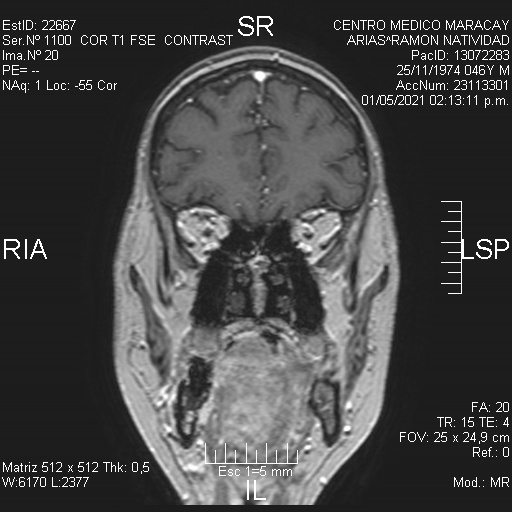 EstID: 22667
Ser.Nº 1100 COR T1 FSE CONTRAST
Ima.Nº 20
PE= --
NAq: 1 Loc: -55 Cor
SR
CENTRO MEDICO MARACAY
ARIAS^RAMON NATIVIDAD
PacID: 13072283
25/11/1974 046Y M
AccNum: 23113301
01/05/2021 02:13:11 p.m.
RIA
LSP
Matriz 512 x 512 Thk: 0,5
W:6170 L:2377
Esc 1=5 mm
IL
FA: 20
TR: 15 TE: 4
FOV: 25 x 24,9 cm
Ref.: 0
Mod.: MR